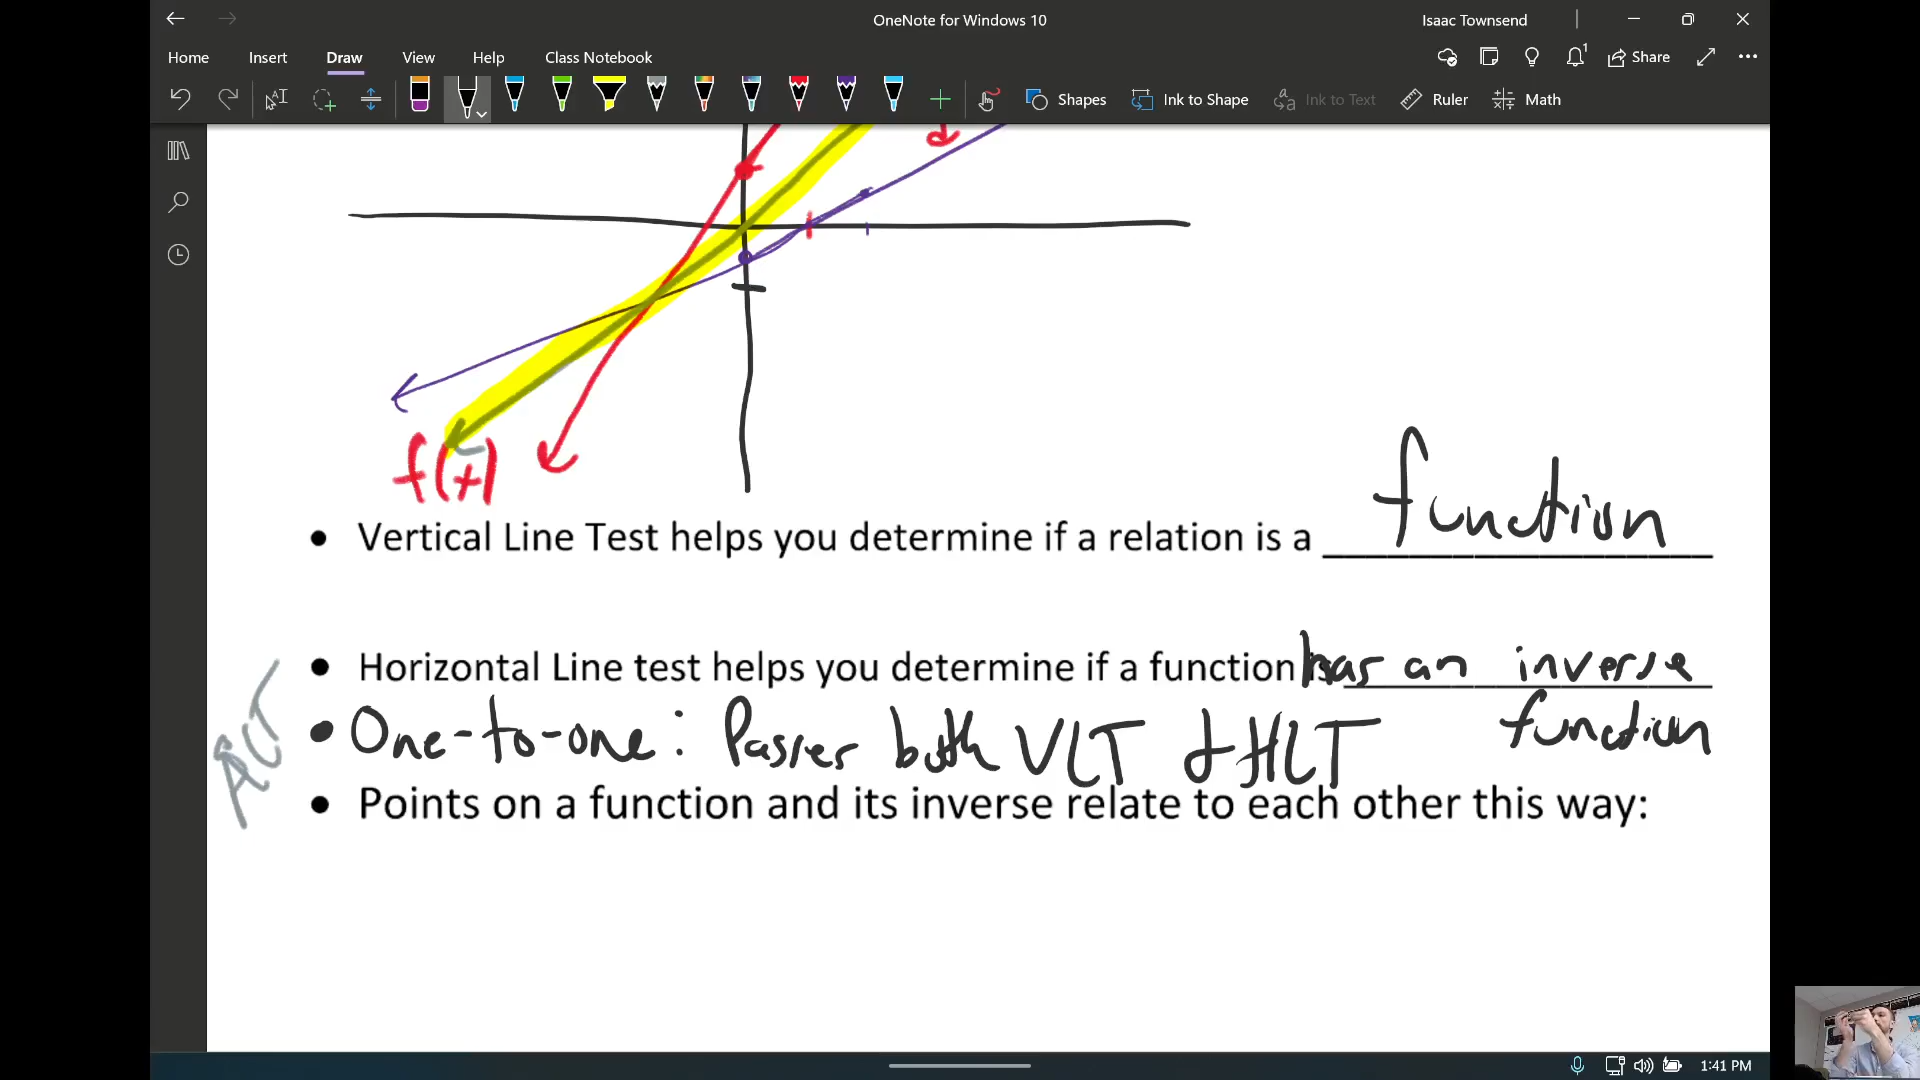 OneNote for Windows 10
Isaac Townsend
Home Insert Draw View Help Class Notebook
1
Share
Shapes Ink to Shape Ink to Text Ruler Math
f(x)
function
• Vertical Line Test helps you determine if a relation is a
• Horizontal Line test helps you determine if a function is has an inverse
function
ACT
• One-to-one: Passes both VLT & HLT
• Points on a function and its inverse relate to each other this way:
1:41 PM